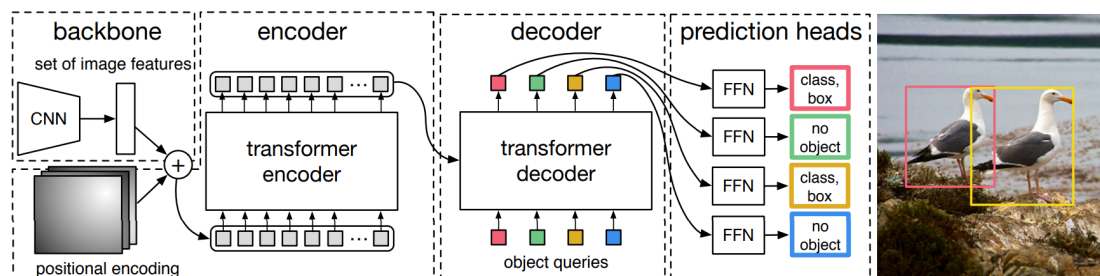 backbone
set of image features
CNN
+
positional encoding
encoder
...
transformer
encoder
...
decoder
transformer
decoder
object queries
prediction heads
FFN
class,
box
FFN
no
object
FFN
class,
box
FFN
no
object